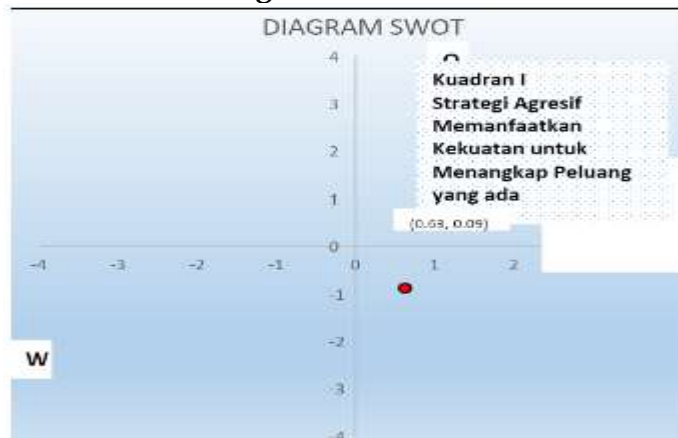 DIAGRAM SWOT
4
Kuadran I
Strategi Agresif
Memanfaatkan
Kekuatan untuk
Menangkap Peluang
yang ada
3
2
1
(0.63, 0.09)
0
-4 -3 -2 -1 0 1 2
-1
-2
W
-3
-4